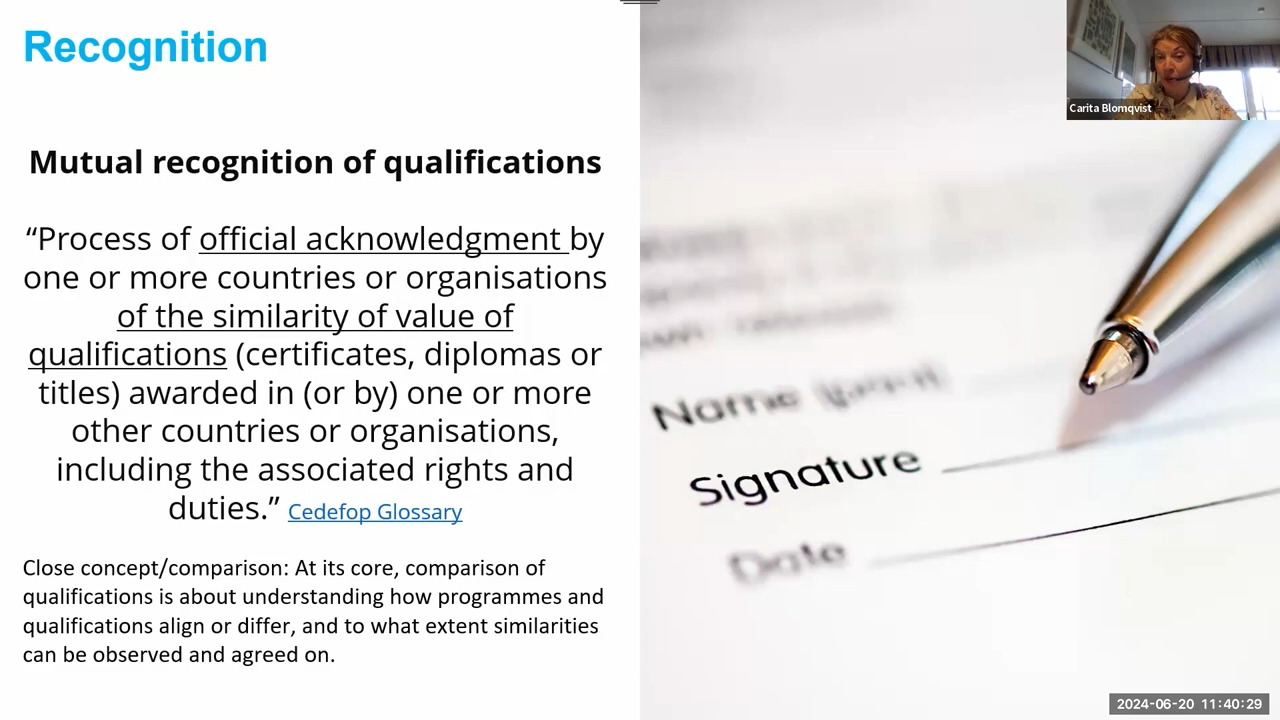 Recognition
Carita Blomqvist
Mutual recognition of qualifications
“Process of official acknowledgment by
one or more countries or organisations
of the similarity of value of
qualifications (certificates, diplomas or
titles) awarded in (or by) one or more
other countries or organisations,
including the associated rights and
duties.” Cedefop Glossary
Close concept/comparison: At its core, comparison of
qualifications is about understanding how programmes and
qualifications align or differ, and to what extent similarities
can be observed and agreed on.
Name (print)
Signature
Date
2024-06-20 11:40:29